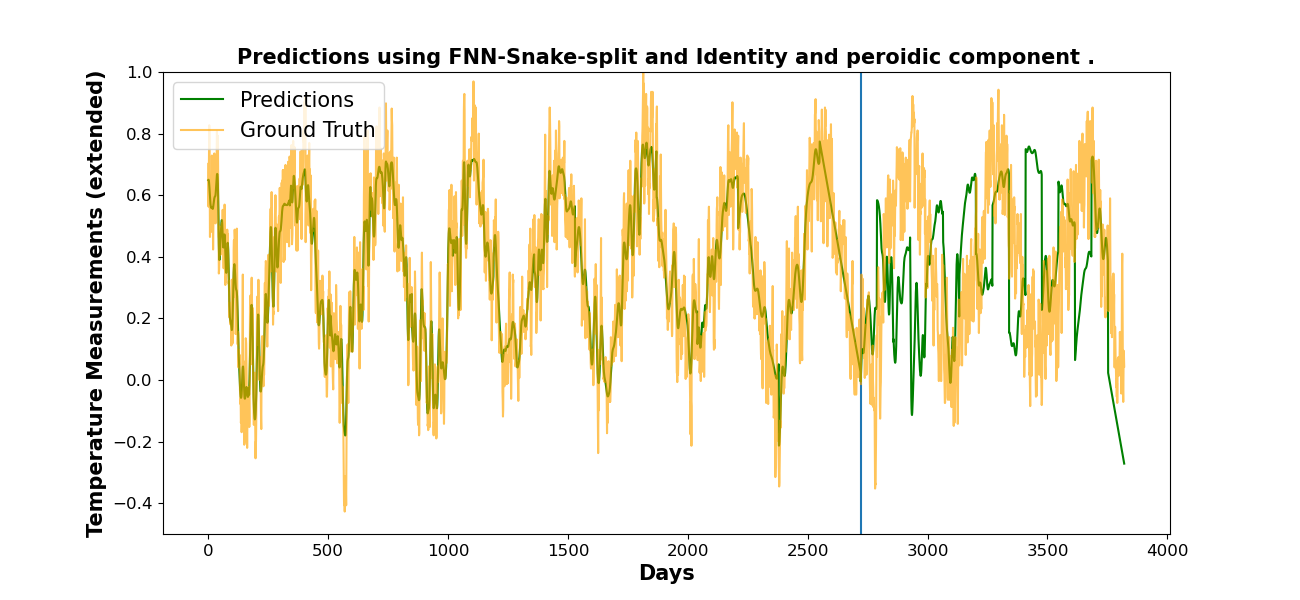 Predictions using FNN-Snake-split and Identity and peroidic component .
Temperature Measurements (extended)
1.0
0.8
0.6
0.4
0.2
0.0
−0.2
−0.4
Predictions
Ground Truth
0 500 1000 1500 2000 2500 3000 3500 4000
Days